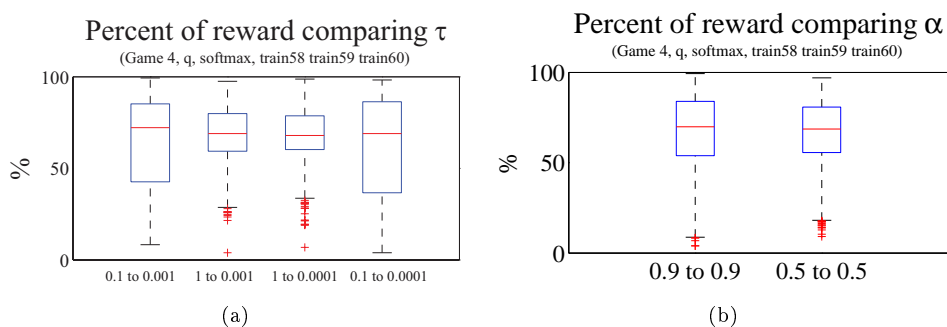 Percent of reward comparing τ
(Game 4, q, softmax, train58 train59 train60)
100
50
0
%
0.1 to 0.001 1 to 0.001 1 to 0.0001 0.1 to 0.0001
(a)
Percent of reward comparing α
(Game 4, q, softmax, train58 train59 train60)
100
50
0
%
0.9 to 0.9 0.5 to 0.5
(b)